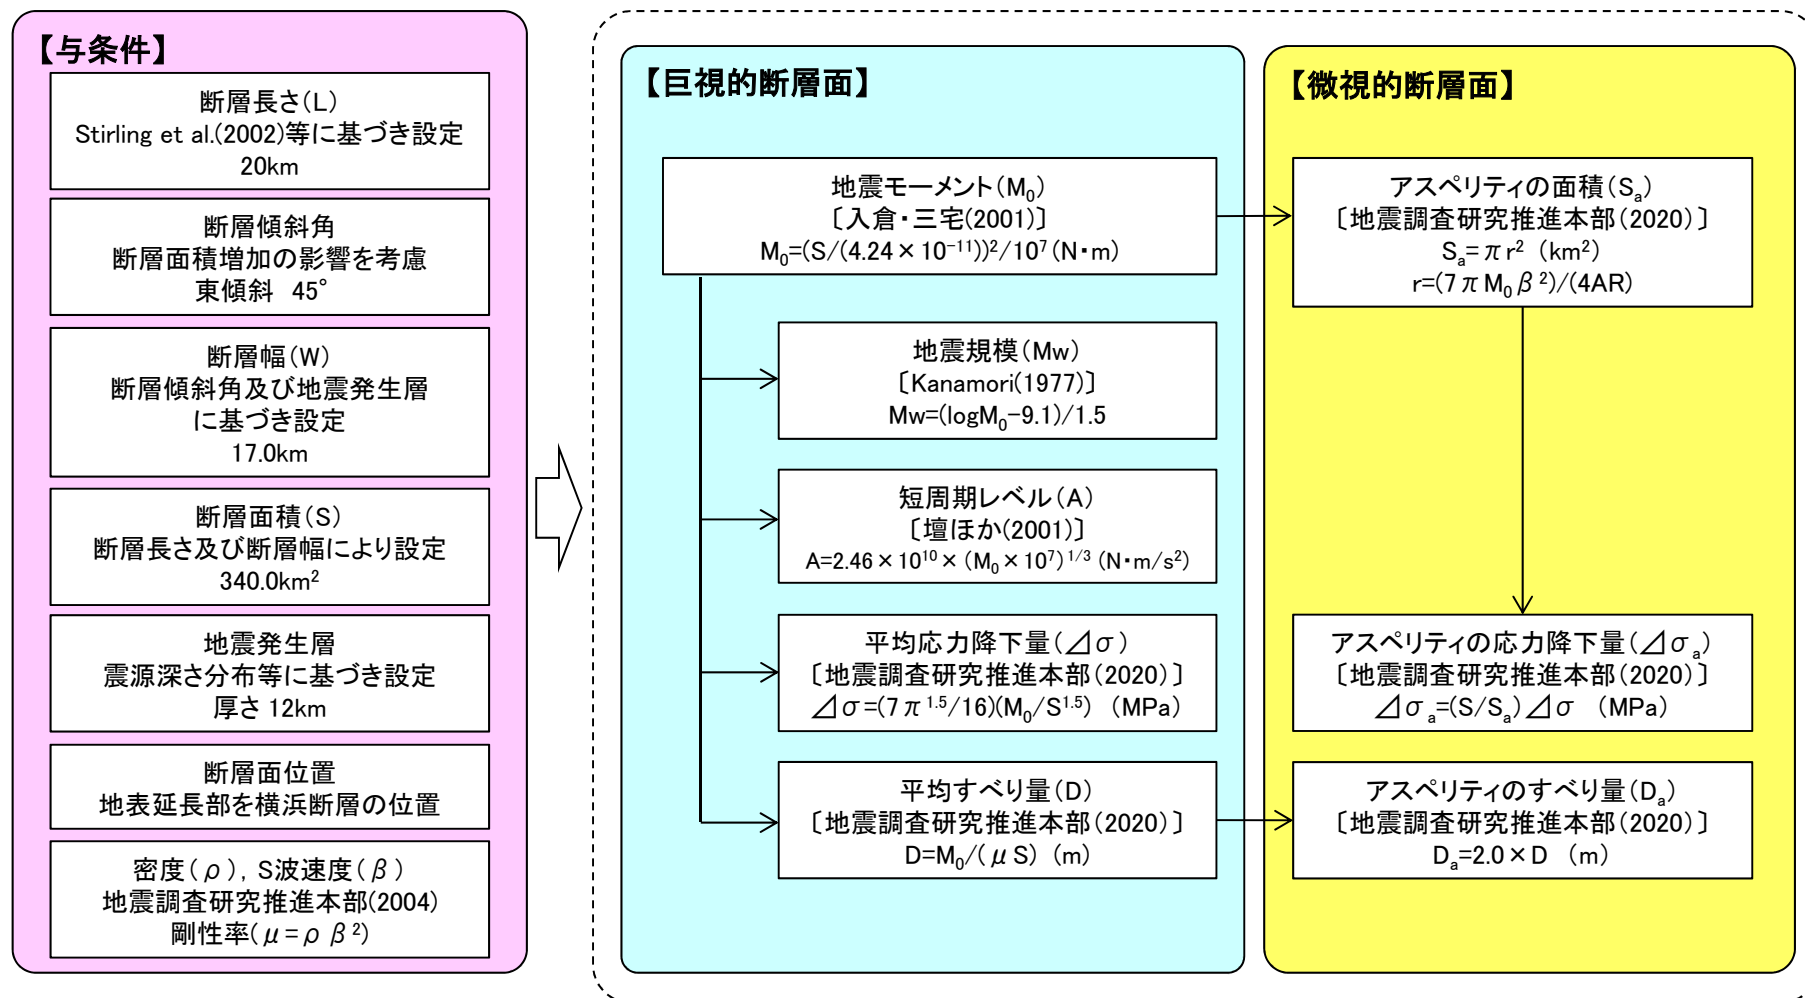 【与条件】
断層長さ(L)
Stirling et al.(2002)等に基づき設定
20km
断層傾斜角
断層面積増加の影響を考慮
東傾斜 45°
断層幅(W)
断層傾斜角及び地震発生層
に基づき設定
17.0km
断層面積(S)
断層長さ及び断層幅により設定
340.0km²
地震発生層
震源深さ分布等に基づき設定
厚さ 12km
断層面位置
地表延長部を横浜断層の位置
密度(ρ), S波速度(β)
地震調査研究推進本部(2004)
剛性率(μ=ρβ²)
【巨視的断層面】
地震モーメント(M₀)
〔入倉・三宅(2001)〕
M₀=(S/(4.24×10⁻¹¹))²/10⁷(N・m)
地震規模(Mw)
〔Kanamori(1977)〕
Mw=(logM₀-9.1)/1.5
短周期レベル(A)
〔壇ほか(2001)〕
A=2.46×10¹⁰×(M₀×10⁷)¹/³(N・m/s²)
平均応力降下量(⊿σ)
〔地震調査研究推進本部(2020)〕
⊿σ=(7π¹·⁵/16)(M₀/S¹·⁵) (MPa)
平均すべり量(D)
〔地震調査研究推進本部(2020)〕
D=M₀/(μS) (m)
【微視的断層面】
アスペリティの面積(Sₐ)
〔地震調査研究推進本部(2020)〕
Sₐ=πr² (km²)
r=(7πM₀β²)/(4AR)
アスペリティの応力降下量(⊿σₐ)
〔地震調査研究推進本部(2020)〕
⊿σₐ=(S/Sₐ)⊿σ (MPa)
アスペリティのすべり量(Dₐ)
〔地震調査研究推進本部(2020)〕
Dₐ=2.0×D (m)